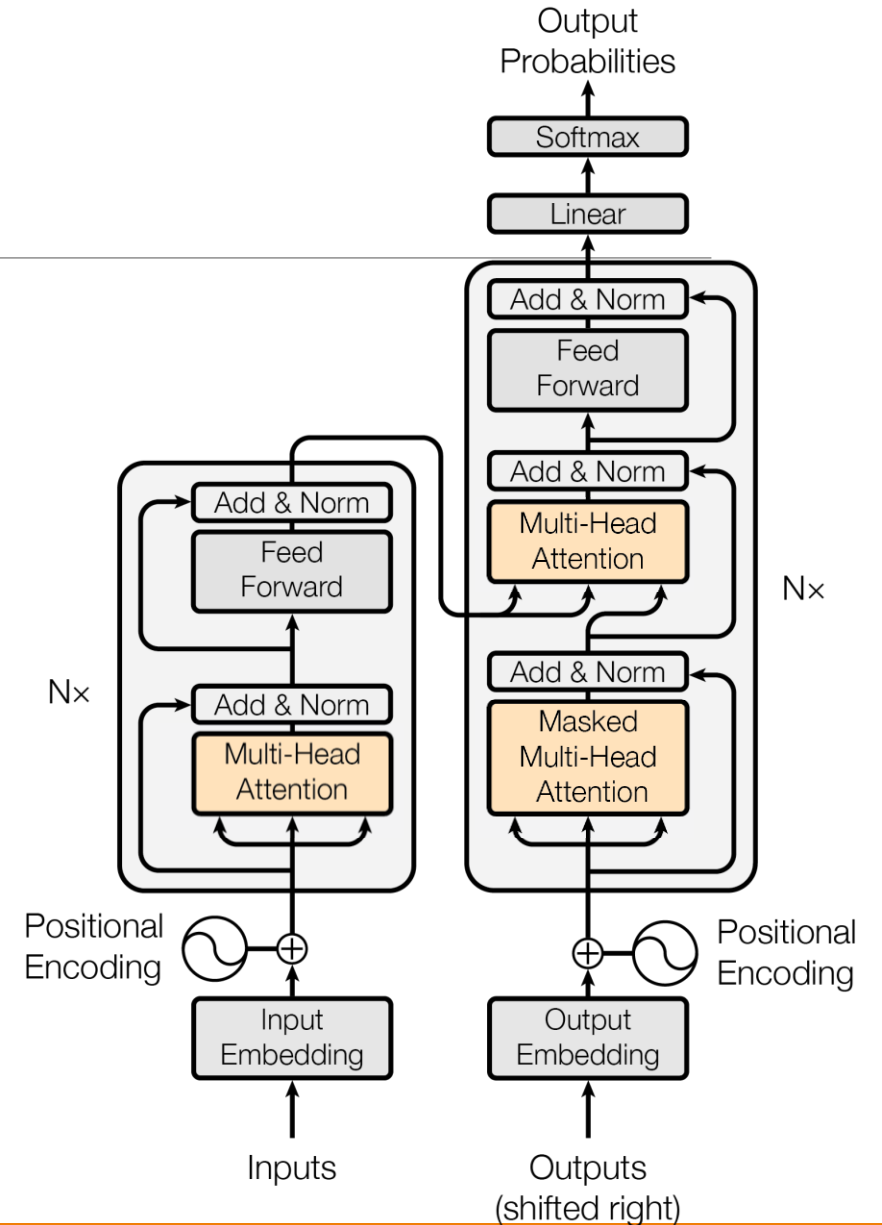 Output
Probabilities
Softmax
Linear
Add & Norm
Feed
Forward
Add & Norm
Multi-Head
Attention
Add & Norm
Masked
Multi-Head
Attention
N×
Add & Norm
Feed
Forward
Add & Norm
Multi-Head
Attention
N×
Positional
Encoding
Positional
Encoding
Input
Embedding
Output
Embedding
Inputs
Outputs
(shifted right)